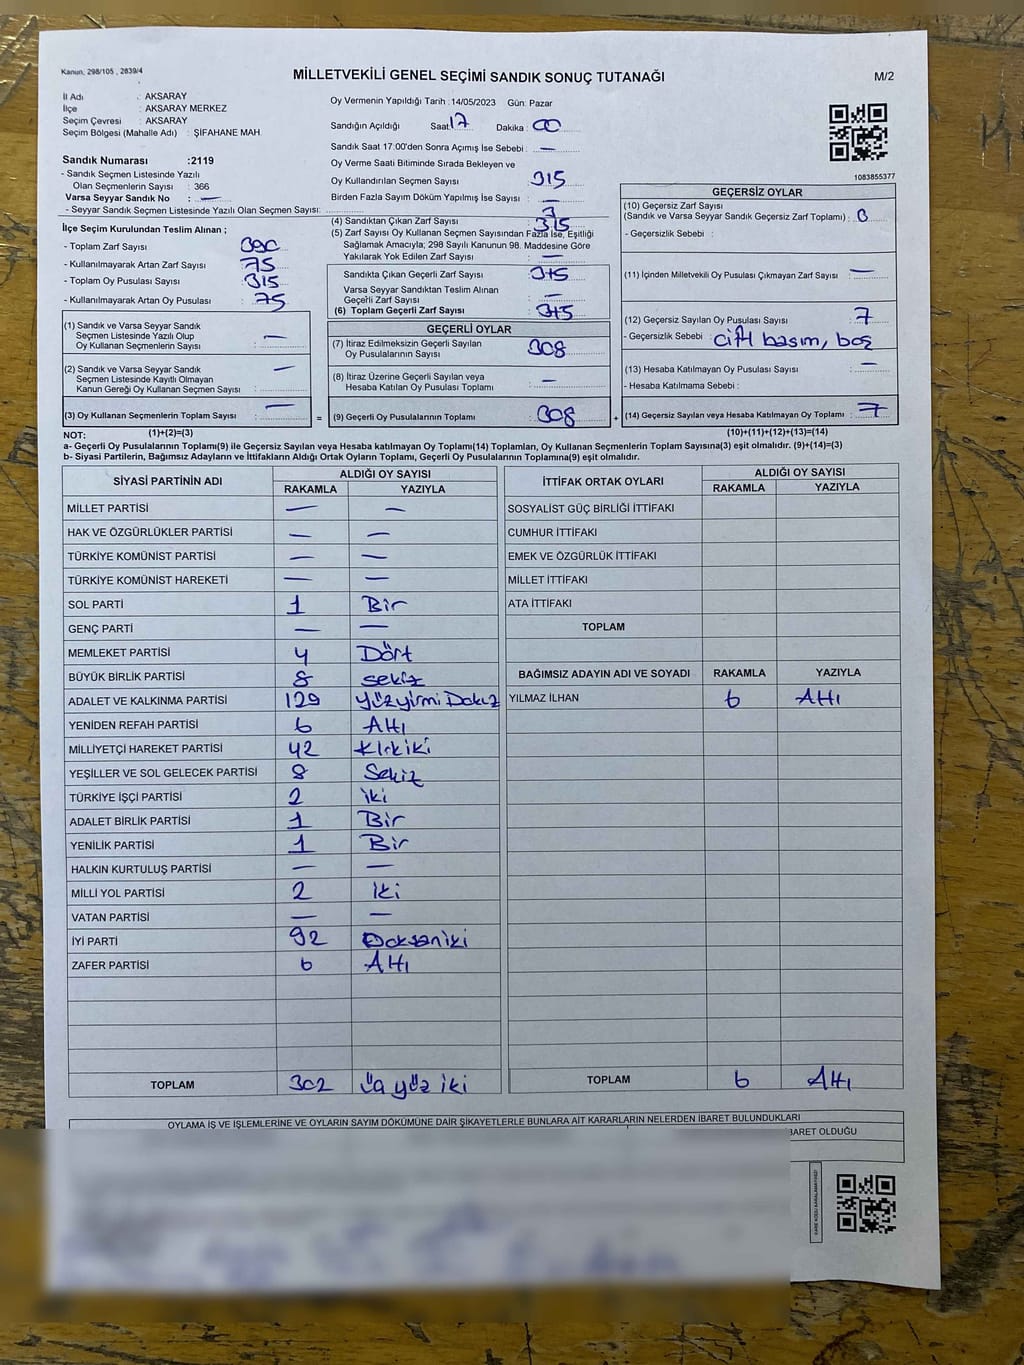 Kanun, 298/105 , 2839/4
MİLLETVEKİLİ GENEL SEÇİMİ SANDIK SONUÇ TUTANAĞI
M/2
İl Adı : AKSARAY
İlçe : AKSARAY MERKEZ
Seçim Çevresi : AKSARAY
Seçim Bölgesi (Mahalle Adı) : ŞİFAHANE MAH.
Sandık Numarası :2119
- Sandık Seçmen Listesinde Yazılı
Olan Seçmenlerin Sayısı : 366
Varsa Seyyar Sandık No : —
- Seyyar Sandık Seçmen Listesinde Yazılı Olan Seçmen Sayısı:
İlçe Seçim Kurulundan Teslim Alınan ;
- Toplam Zarf Sayısı : 390
- Kullanılmayarak Artan Zarf Sayısı : 75
- Toplam Oy Pusulası Sayısı : 315
- Kullanılmayarak Artan Oy Pusulası : 75
(1) Sandık ve Varsa Seyyar Sandık
Seçmen Listesinde Yazılı Olup
Oy Kullanan Seçmenlerin Sayısı : —
(2) Sandık ve Varsa Seyyar Sandık
Seçmen Listesinde Kayıtlı Olmayan
Kanun Gereği Oy Kullanan Seçmen Sayısı : —
(3) Oy Kullanan Seçmenlerin Toplam Sayısı : —
Oy Vermenin Yapıldığı Tarih : 14/05/2023 Gün: Pazar
Sandığın Açıldığı Saat: 17 Dakika : 00
Sandık Saat 17:00'den Sonra Açımış İse Sebebi : —
Oy Verme Saati Bitiminde Sırada Bekleyen ve
Oy Kullandırılan Seçmen Sayısı : 315
Birden Fazla Sayım Döküm Yapılmış İse Sayısı : —
(4) Sandıktan Çıkan Zarf Sayısı : 315
(5) Zarf Sayısı Oy Kullanan Seçmen Sayısından Fazla İse, Eşitliği
Sağlamak Amacıyla; 298 Sayılı Kanunun 98. Maddesine Göre
Yakılarak Yok Edilen Zarf Sayısı : —
Sandıkta Çıkan Geçerli Zarf Sayısı : 315
Varsa Seyyar Sandıktan Teslim Alınan
Geçerli Zarf Sayısı : —
(6) Toplam Geçerli Zarf Sayısı : 315
GEÇERLİ OYLAR
(7) İtiraz Edilmeksizin Geçerli Sayılan
Oy Pusulalarının Sayısı : 308
(8) İtiraz Üzerine Geçerli Sayılan veya
Hesaba Katılan Oy Pusulası Toplamı : —
= (9) Geçerli Oy Pusulalarının Toplamı : 308
1083855377
GEÇERSİZ OYLAR
(10) Geçersiz Zarf Sayısı
(Sandık ve Varsa Seyyar Sandık Geçersiz Zarf Toplamı) : 0
- Geçersizlik Sebebi :
(11) İçinden Milletvekili Oy Pusulası Çıkmayan Zarf Sayısı : —
(12) Geçersiz Sayılan Oy Pusulası Sayısı : 7
- Geçersizlik Sebebi : çift basım, boş
(13) Hesaba Katılmayan Oy Pusulası Sayısı : —
- Hesaba Katılmama Sebebi :
+ (14) Geçersiz Sayılan veya Hesaba Katılmayan Oy Toplamı : 7
NOT: (1)+(2)=(3) (10)+(11)+(12)+(13)=(14)
a- Geçerli Oy Pusulalarının Toplamı(9) ile Geçersiz Sayılan veya Hesaba katılmayan Oy Toplamı(14) Toplamları, Oy Kullanan Seçmenlerin Toplam Sayısına(3) eşit olmalıdır. (9)+(14)=(3)
b- Siyasi Partilerin, Bağımsız Adayların ve İttifakların Aldığı Ortak Oyların Toplamı, Geçerli Oy Pusulalarının Toplamına(9) eşit olmalıdır.
SİYASİ PARTİNİN ADI ALDIĞI OY SAYISI
RAKAMLA YAZIYLA
MİLLET PARTİSİ — —
HAK VE ÖZGÜRLÜKLER PARTİSİ — —
TÜRKİYE KOMÜNİST PARTİSİ — —
TÜRKİYE KOMÜNİST HAREKETİ — —
SOL PARTİ 1 Bir
GENÇ PARTİ — —
MEMLEKET PARTİSİ 4 Dört
BÜYÜK BİRLİK PARTİSİ 8 sekiz
ADALET VE KALKINMA PARTİSİ 129 Yüzyirmi Dokuz
YENİDEN REFAH PARTİSİ 6 Altı
MİLLİYETÇİ HAREKET PARTİSİ 42 Kırkiki
YEŞİLLER VE SOL GELECEK PARTİSİ 8 Sekiz
TÜRKİYE İŞÇİ PARTİSİ 2 iki
ADALET BİRLİK PARTİSİ 1 Bir
YENİLİK PARTİSİ 1 Bir
HALKIN KURTULUŞ PARTİSİ — —
MİLLİ YOL PARTİSİ 2 İki
VATAN PARTİSİ — —
İYİ PARTİ 92 Doksaniki
ZAFER PARTİSİ 6 Altı
TOPLAM 302 üç yüz iki
İTTİFAK ORTAK OYLARI ALDIĞI OY SAYISI
RAKAMLA YAZIYLA
SOSYALİST GÜÇ BİRLİĞİ İTTİFAKI
CUMHUR İTTİFAKI
EMEK VE ÖZGÜRLÜK İTTİFAKI
MİLLET İTTİFAKI
ATA İTTİFAKI
TOPLAM
BAĞIMSIZ ADAYIN ADI VE SOYADI RAKAMLA YAZIYLA
YILMAZ İLHAN 6 Altı
TOPLAM 6 Altı
OYLAMA İŞ VE İŞLEMLERİNE VE OYLARIN SAYIM DÖKÜMÜNE DAİR ŞİKAYETLERLE BUNLARA AİT KARARLARIN NELERDEN İBARET BULUNDUKLARI
BARET OLDUĞU